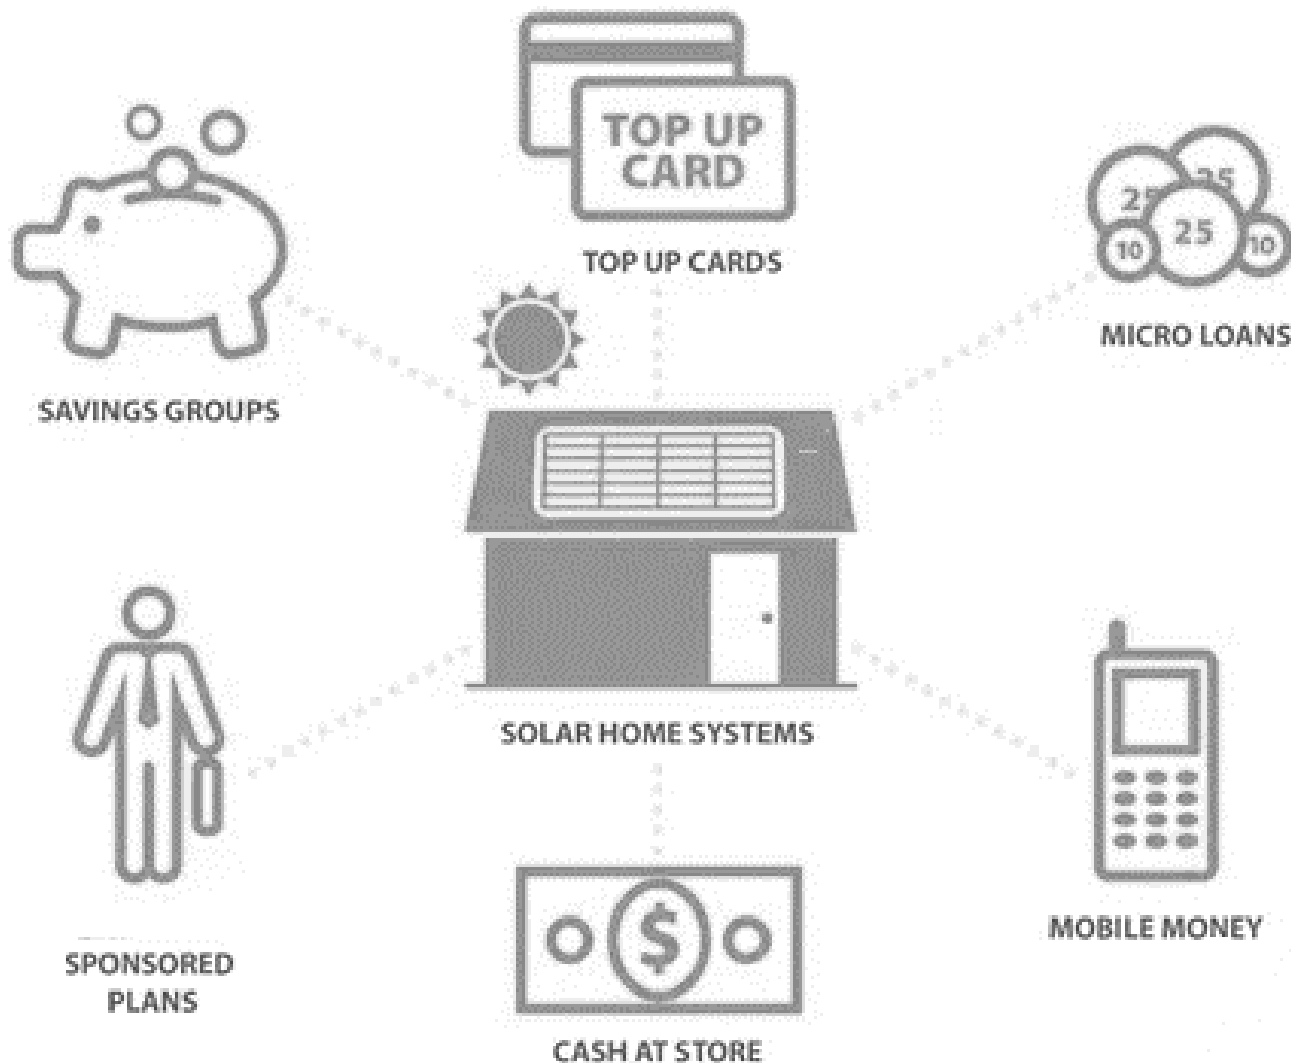 TOP UP
CARD
TOP UP CARDS
25
25
25
10
10
MICRO LOANS
SAVINGS GROUPS
SOLAR HOME SYSTEMS
SPONSORED
PLANS
$
MOBILE MONEY
CASH AT STORE